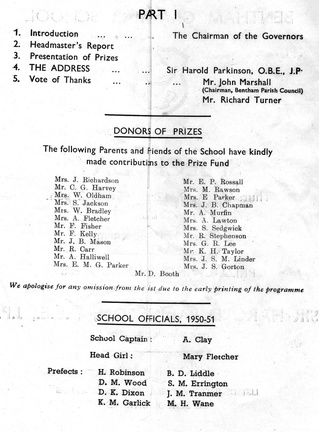 PART I
1. Introduction ... ... ... The Chairman of the Governors
2. Headmaster's Report
3. Presentation of Prizes
4. THE ADDRESS ... ... Sir Harold Parkinson, O.B.E., J.P
5. Vote of Thanks ... ... Mr. John Marshall
(Chairman, Bentham Parish Council)
Mr. Richard Turner
DONORS OF PRIZES
The following Parents and friends of the School have kindly
made contributions to the Prize Fund
Mrs. J. Richardson
Mr. C. G. Harvey
Mrs. W. Oldham
Mrs. S. Jackson
Mrs. W. Bradley
Mrs. A. Fletcher
Mr. F. Fisher
Mr. F. Kelly
Mr. J. B. Mason
Mr. R. Carr
Mr. A. Halliwell
Mrs. E. M. G. Parker
Mr. E. P. Rossall
Mrs. M. Rawson
Mrs. E Parker
Mrs. J. B. Chapman
Mr. A. Murfin
Mrs. A. Lawton
Mrs. S. Sedgwick
Mr. R. Stephenson
Mrs. G. B. Lee
Mr. K. H. Taylor
Mrs. J. S. M. Linder
Mrs. J. S. Gorton
Mr. D. Booth
We apologise for any omission from the ist due to the early printing of the programme
SCHOOL OFFICIALS, 1950-51
School Captain : A. Clay
Head Girl : Mary Fletcher
Prefects : H. Robinson B. D. Liddle
D. M. Wood S. M. Errington
D. K. Dixon J. M. Tranmer
K. M. Garlick M. H. Wane